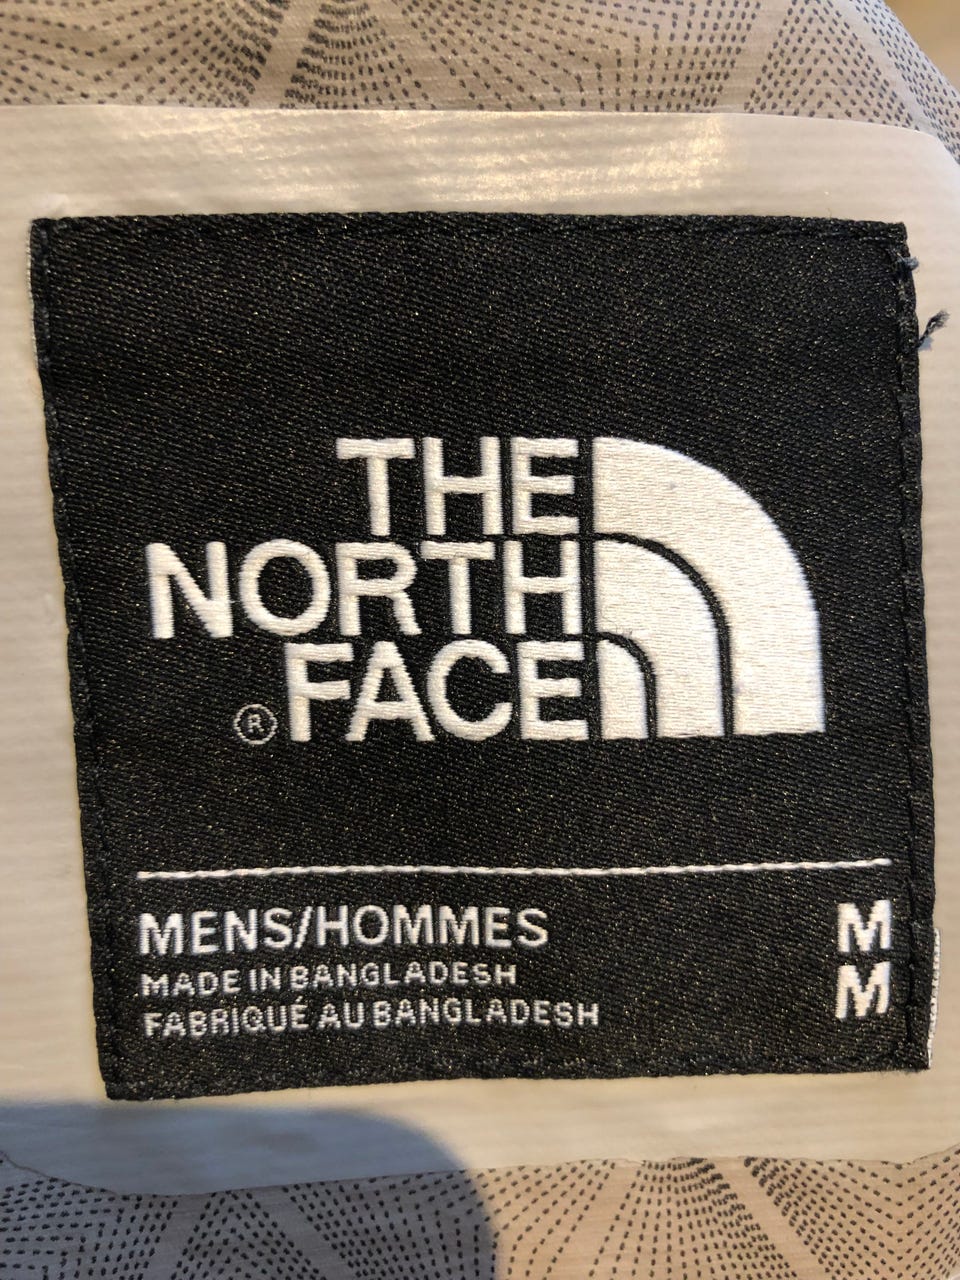 THE
NORTH
® FACE
MENS/HOMMES M
MADE IN BANGLADESH M
FABRIQUÉ AU BANGLADESH